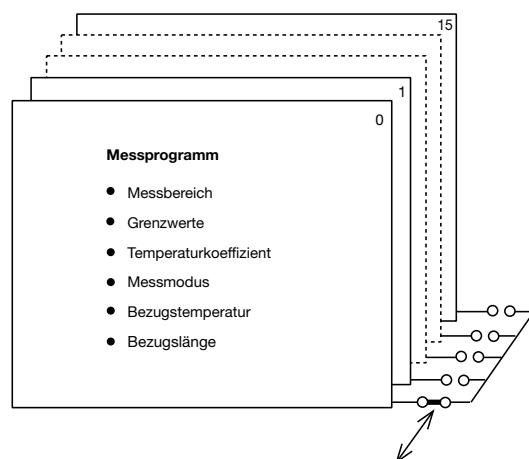 15
1
0
Messprogramm
● Messbereich
● Grenzwerte
● Temperaturkoeffizient
● Messmodus
● Bezugstemperatur
● Bezugslänge